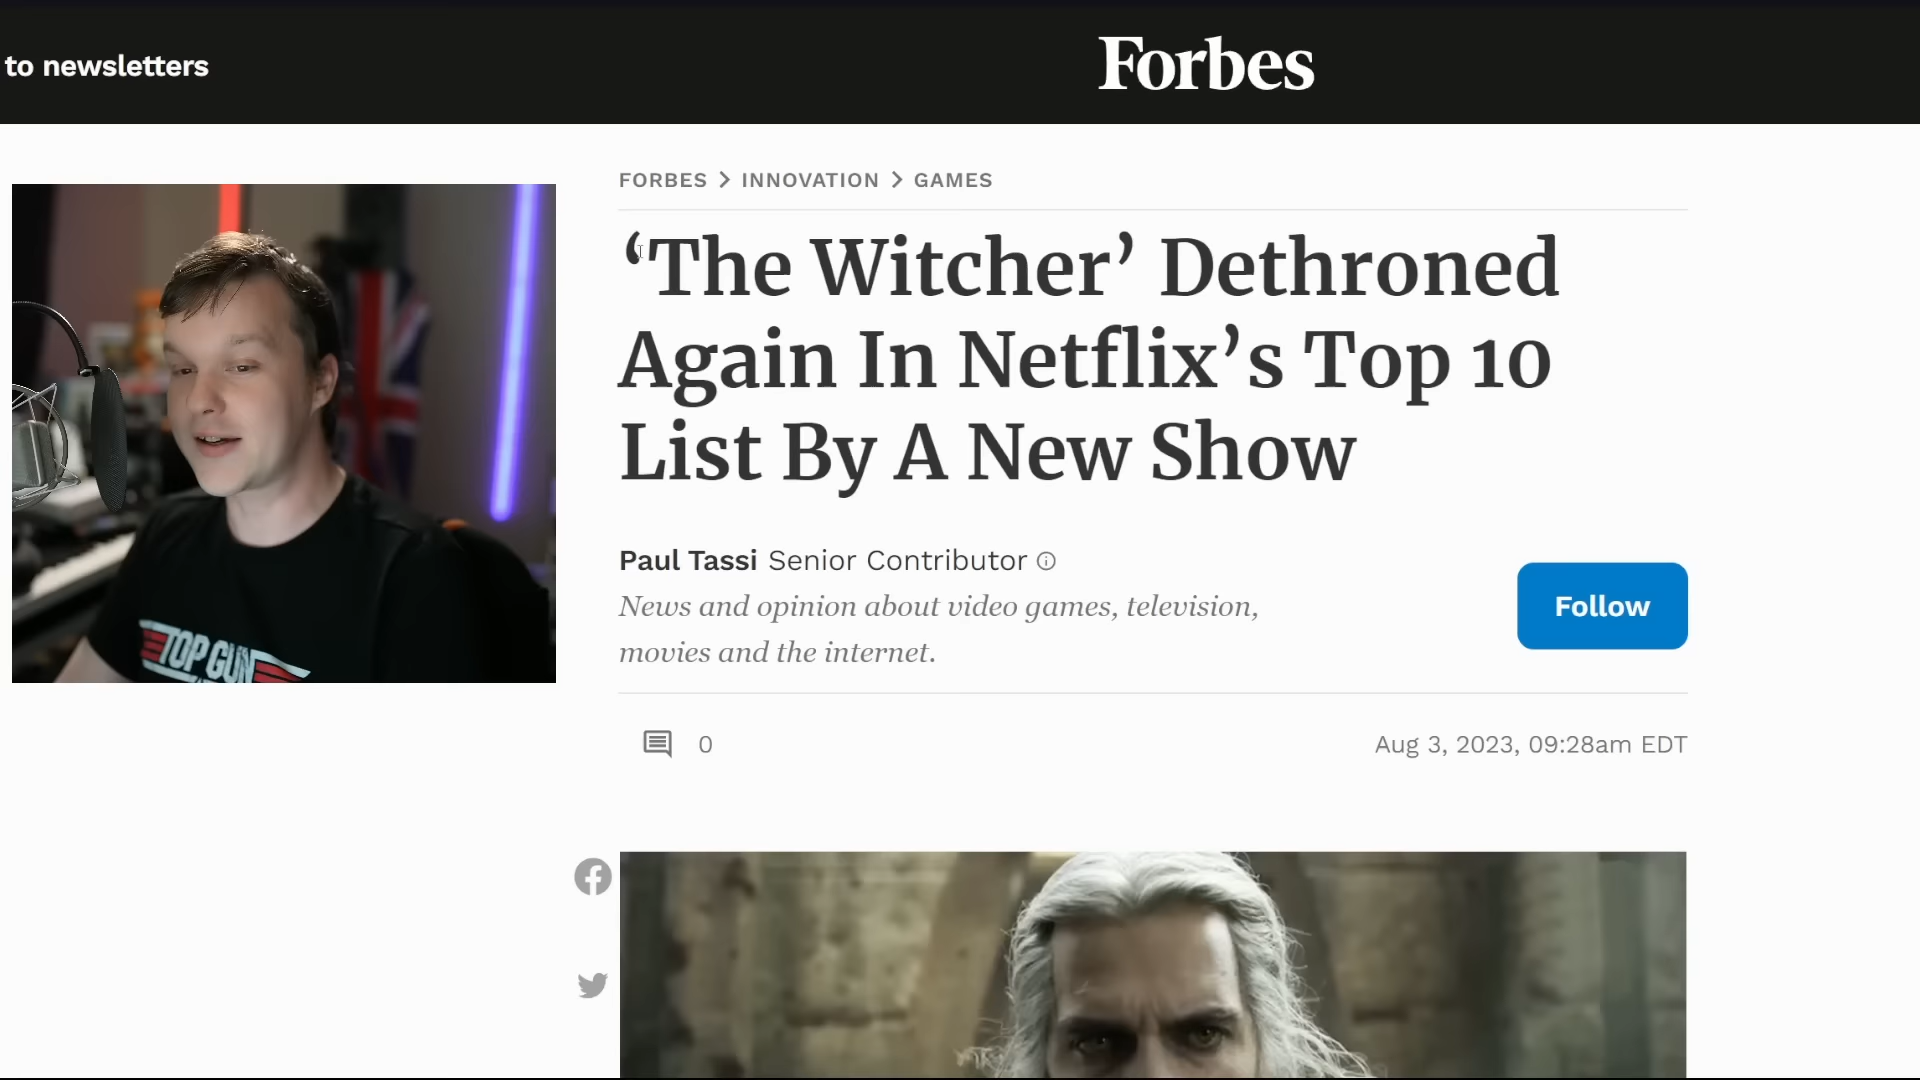 to newsletters
Forbes
FORBES > INNOVATION > GAMES
‘The Witcher’ Dethroned
Again In Netflix’s Top 10
List By A New Show
Paul Tassi Senior Contributor
News and opinion about video games, television,
movies and the internet.
Follow
0
Aug 3, 2023, 09:28am EDT
TOP GUN